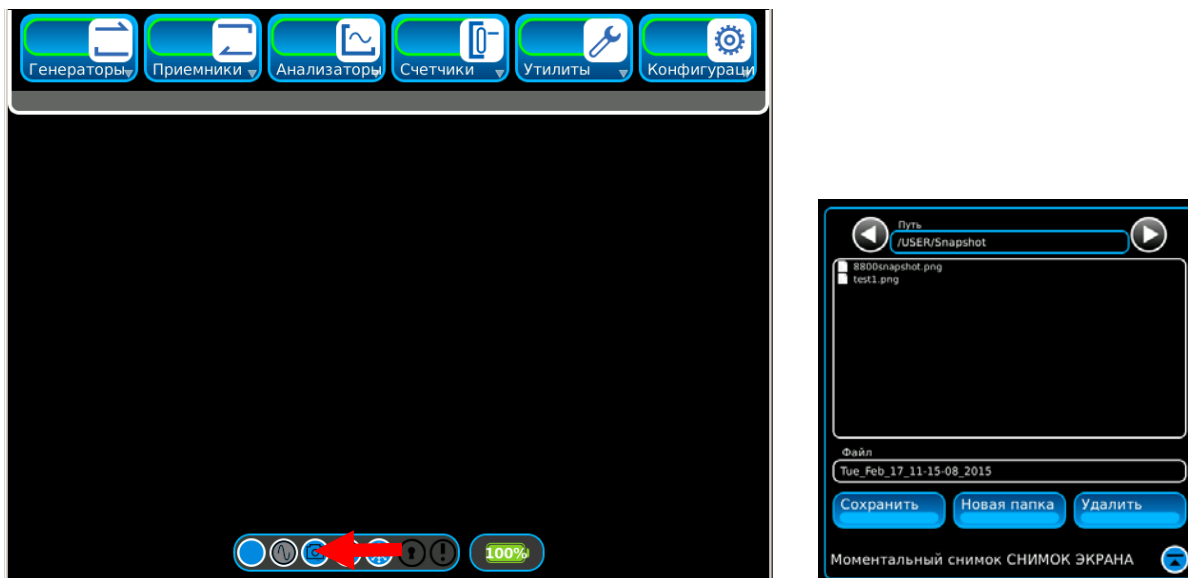 Генераторы Приемники Анализаторы Счетчики Утилиты Конфигураци
100%
Путь
/USER/Snapshot
8800snapshot.png
test1.png
Файл
Tue_Feb_17_11-15-08_2015
Сохранить Новая папка Удалить
Моментальный снимок СНИМОК ЭКРАНА